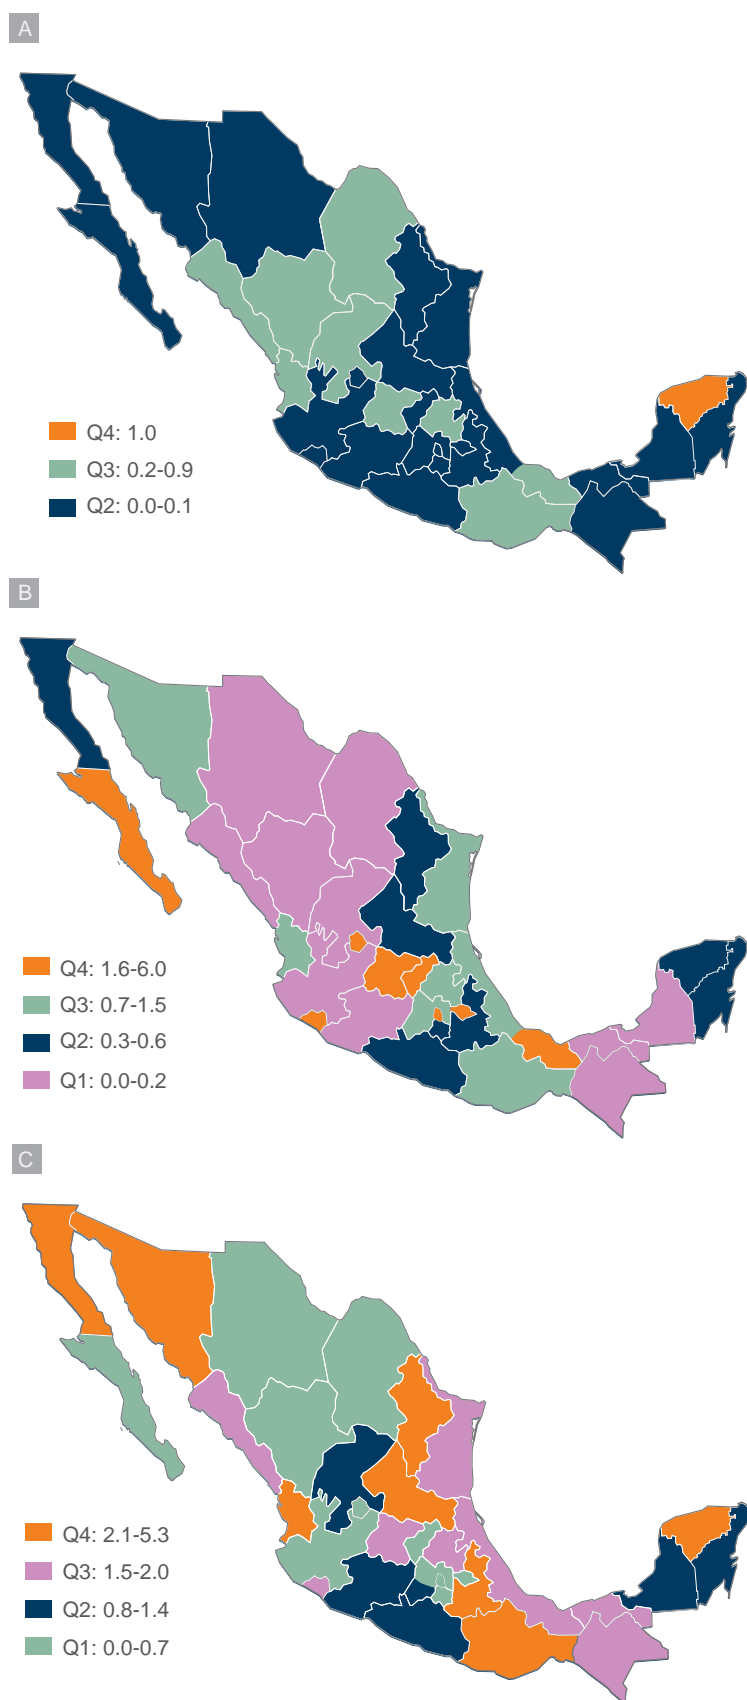 A
Q4: 1.0
Q3: 0.2-0.9
Q2: 0.0-0.1
B
Q4: 1.6-6.0
Q3: 0.7-1.5
Q2: 0.3-0.6
Q1: 0.0-0.2
C
Q4: 2.1-5.3
Q3: 1.5-2.0
Q2: 0.8-1.4
Q1: 0.0-0.7